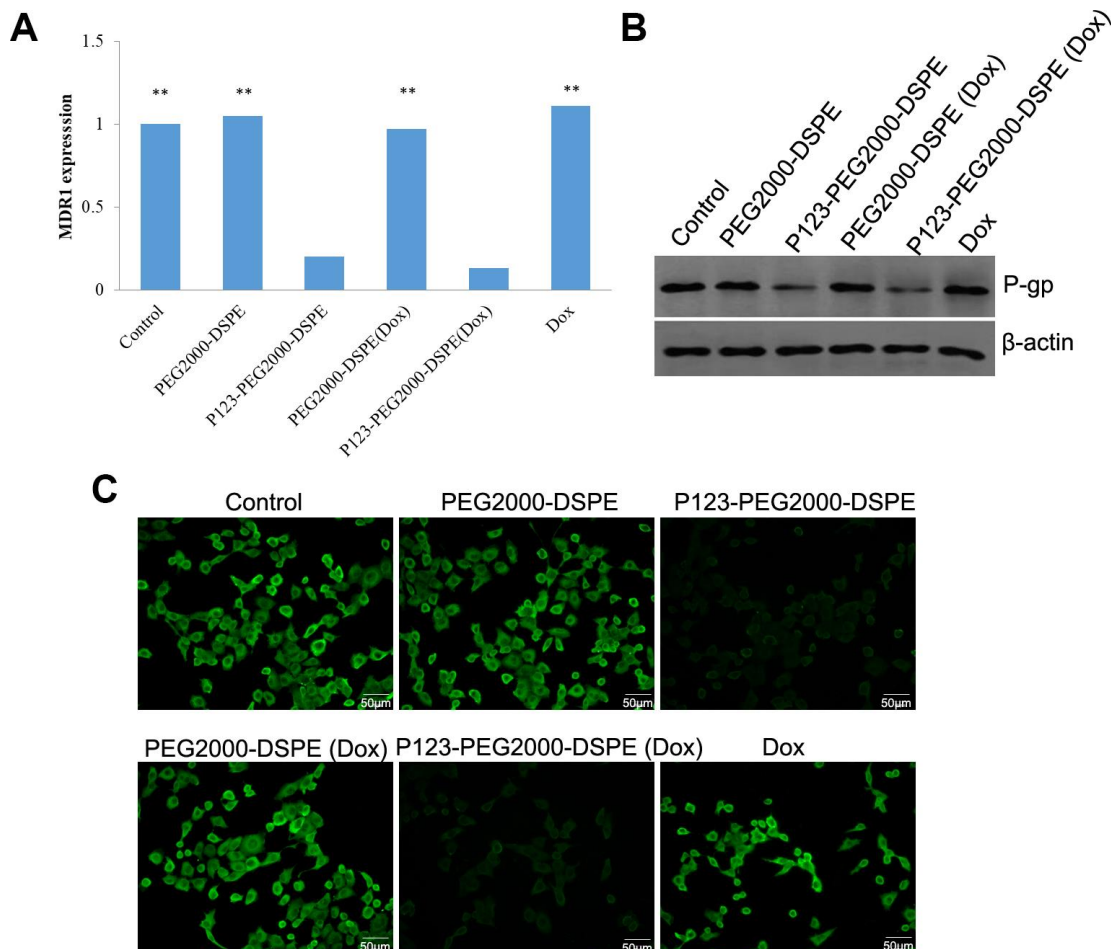 A
1.5
1
0.5
0
MDR1 expresssion
**
**
**
**
Control
PEG2000-DSPE
P123-PEG2000-DSPE
PEG2000-DSPE(Dox)
P123-PEG2000-DSPE(Dox)
Dox
B
Control
PEG2000-DSPE
P123-PEG2000-DSPE
PEG2000-DSPE (Dox)
P123-PEG2000-DSPE (Dox)
Dox
P-gp
β-actin
C
Control
PEG2000-DSPE
P123-PEG2000-DSPE
50μm
50μm
50μm
PEG2000-DSPE (Dox)
P123-PEG2000-DSPE (Dox)
Dox
50μm
50μm
50μm